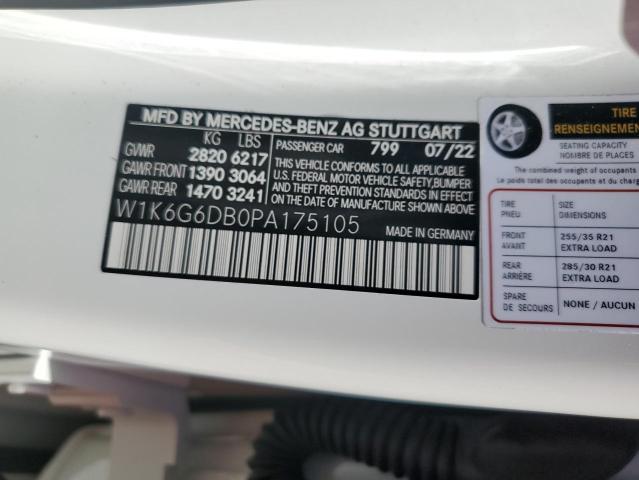 MFD BY MERCEDES-BENZ AG STUTTGART
KG LBS
PASSENGER CAR 799 07/22
GVWR 2820 6217
GAWR FRONT 1390 3064
GAWR REAR 1470 3241
THIS VEHICLE CONFORMS TO ALL APPLICABLE
U.S. FEDERAL MOTOR VEHICLE SAFETY,BUMPER
AND THEFT PREVENTION STANDARDS IN EFFECT
ON THE DATE OF MANUFACTURE SHOWN ABOVE
W1K6G6DB0PA175105
MADE IN GERMANY
TIRE
RENSEIGNEME
SEATING CAPACITY
NOMBRE DE PLACES
The combined weight of occupants
Le poids total des occupants et
TIRE
PNEU
SIZE
DIMENSIONS
FRONT
AVANT
255/35 R21
EXTRA LOAD
REAR
ARRIÈRE
285/30 R21
EXTRA LOAD
SPARE
DE SECOURS
NONE / AUCUN